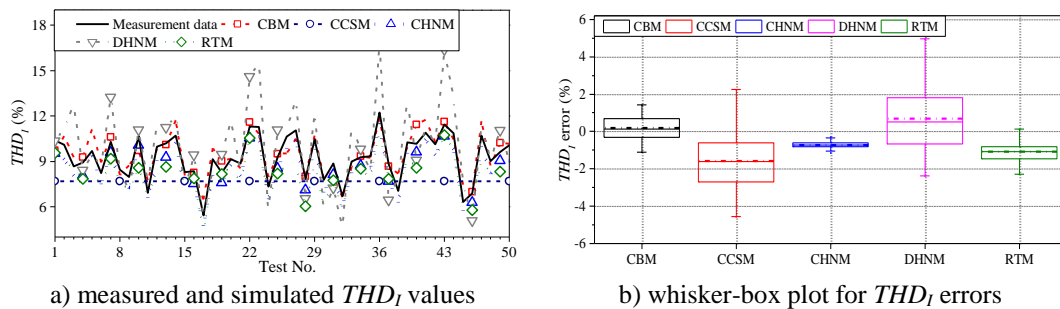 18
15
12
9
6
THD_I (%)
Measurement data CBM CCSM CHNM
DHNM RTM
1 8 15 22 29 36 43 50
Test No.
a) measured and simulated THD_I values
6
4
2
0
-2
-4
-6
THD_I error (%)
CBM CCSM CHNM DHNM RTM
CBM CCSM CHNM DHNM RTM
b) whisker-box plot for THD_I errors